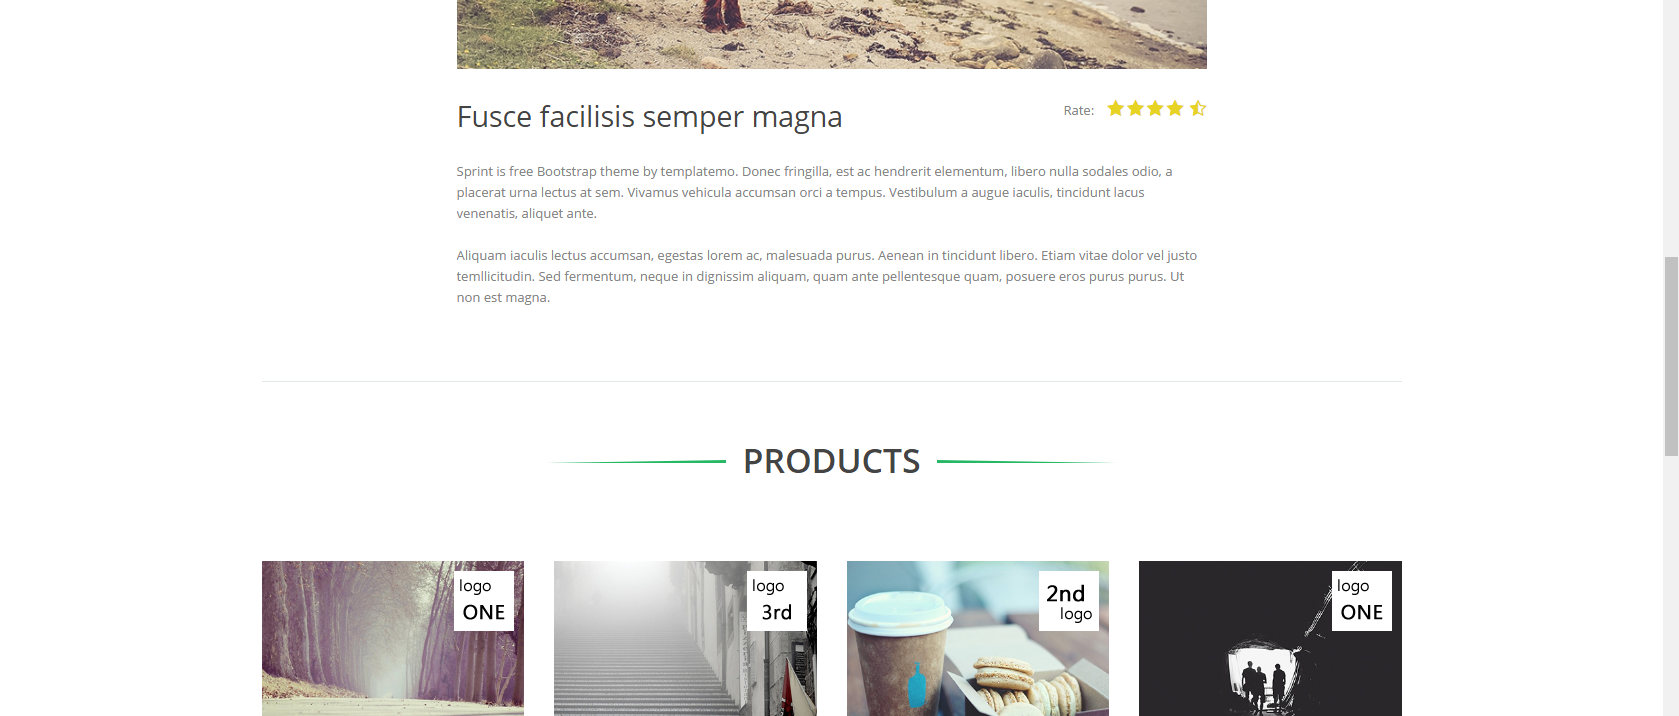 Fusce facilisis semper magna
Rate:
Sprint is free Bootstrap theme by templatemo. Donec fringilla, est ac hendrerit elementum, libero nulla sodales odio, a
placerat urna lectus at sem. Vivamus vehicula accumsan orci a tempus. Vestibulum a augue iaculis, tincidunt lacus
venenatis, aliquet ante.
Aliquam iaculis lectus accumsan, egestas lorem ac, malesuada purus. Aenean in tincidunt libero. Etiam vitae dolor vel justo
temllicitudin. Sed fermentum, neque in dignissim aliquam, quam ante pellentesque quam, posuere eros purus purus. Ut
non est magna.
PRODUCTS
logo
ONE
logo
3rd
2nd
logo
logo
ONE